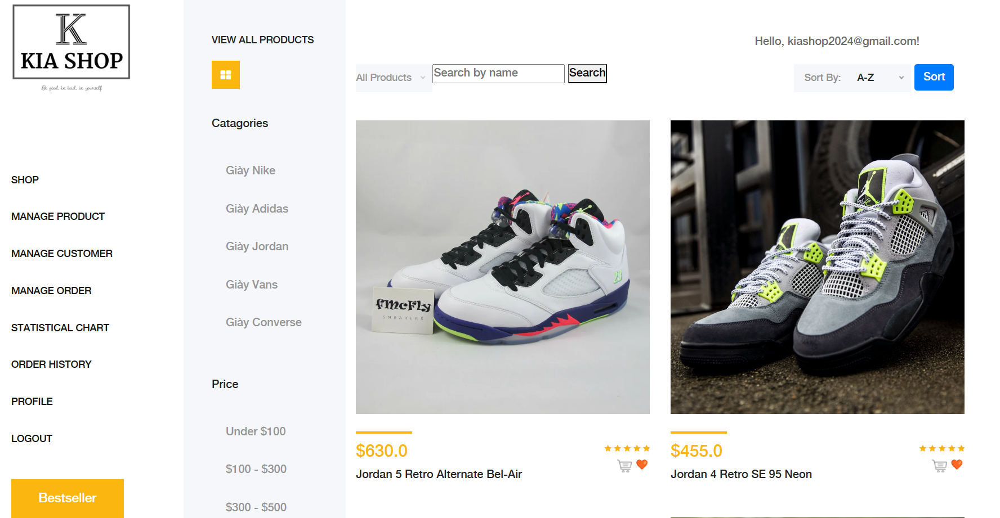 K
KIA SHOP
Be good, be bad, be yourself
SHOP
MANAGE PRODUCT
MANAGE CUSTOMER
MANAGE ORDER
STATISTICAL CHART
ORDER HISTORY
PROFILE
LOGOUT
Bestseller
VIEW ALL PRODUCTS
Catagories
Giày Nike
Giày Adidas
Giày Jordan
Giày Vans
Giày Converse
Price
Under $100
$100 - $300
$300 - $500
Hello, kiashop2024@gmail.com!
All Products
Search by name
Search
Sort By:
A-Z
Sort
23
fmcFly
SNEAKERS
$630.0
Jordan 5 Retro Alternate Bel-Air
$455.0
Jordan 4 Retro SE 95 Neon